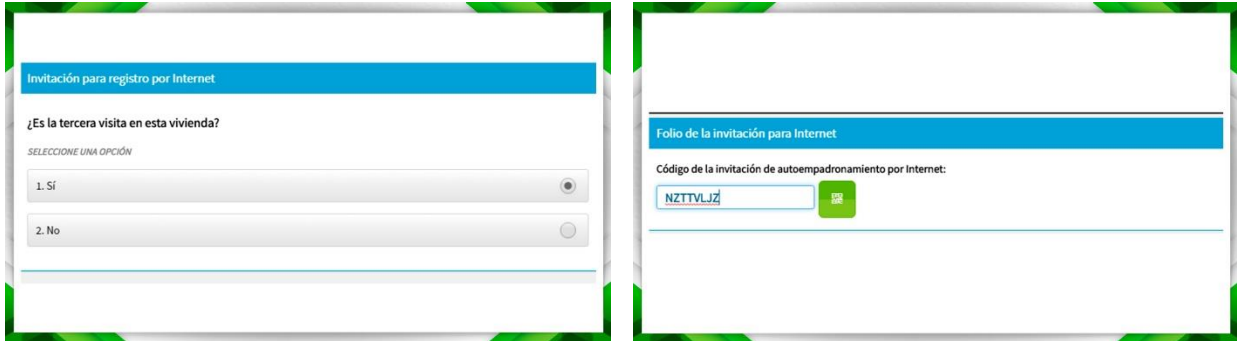 Invitación para registro por Internet
¿Es la tercera visita en esta vivienda?
SELECCIONE UNA OPCIÓN
1. Sí
2. No
Folio de la invitación para Internet
Código de la invitación de autoempadronamiento por Internet:
NZTTVLJZ